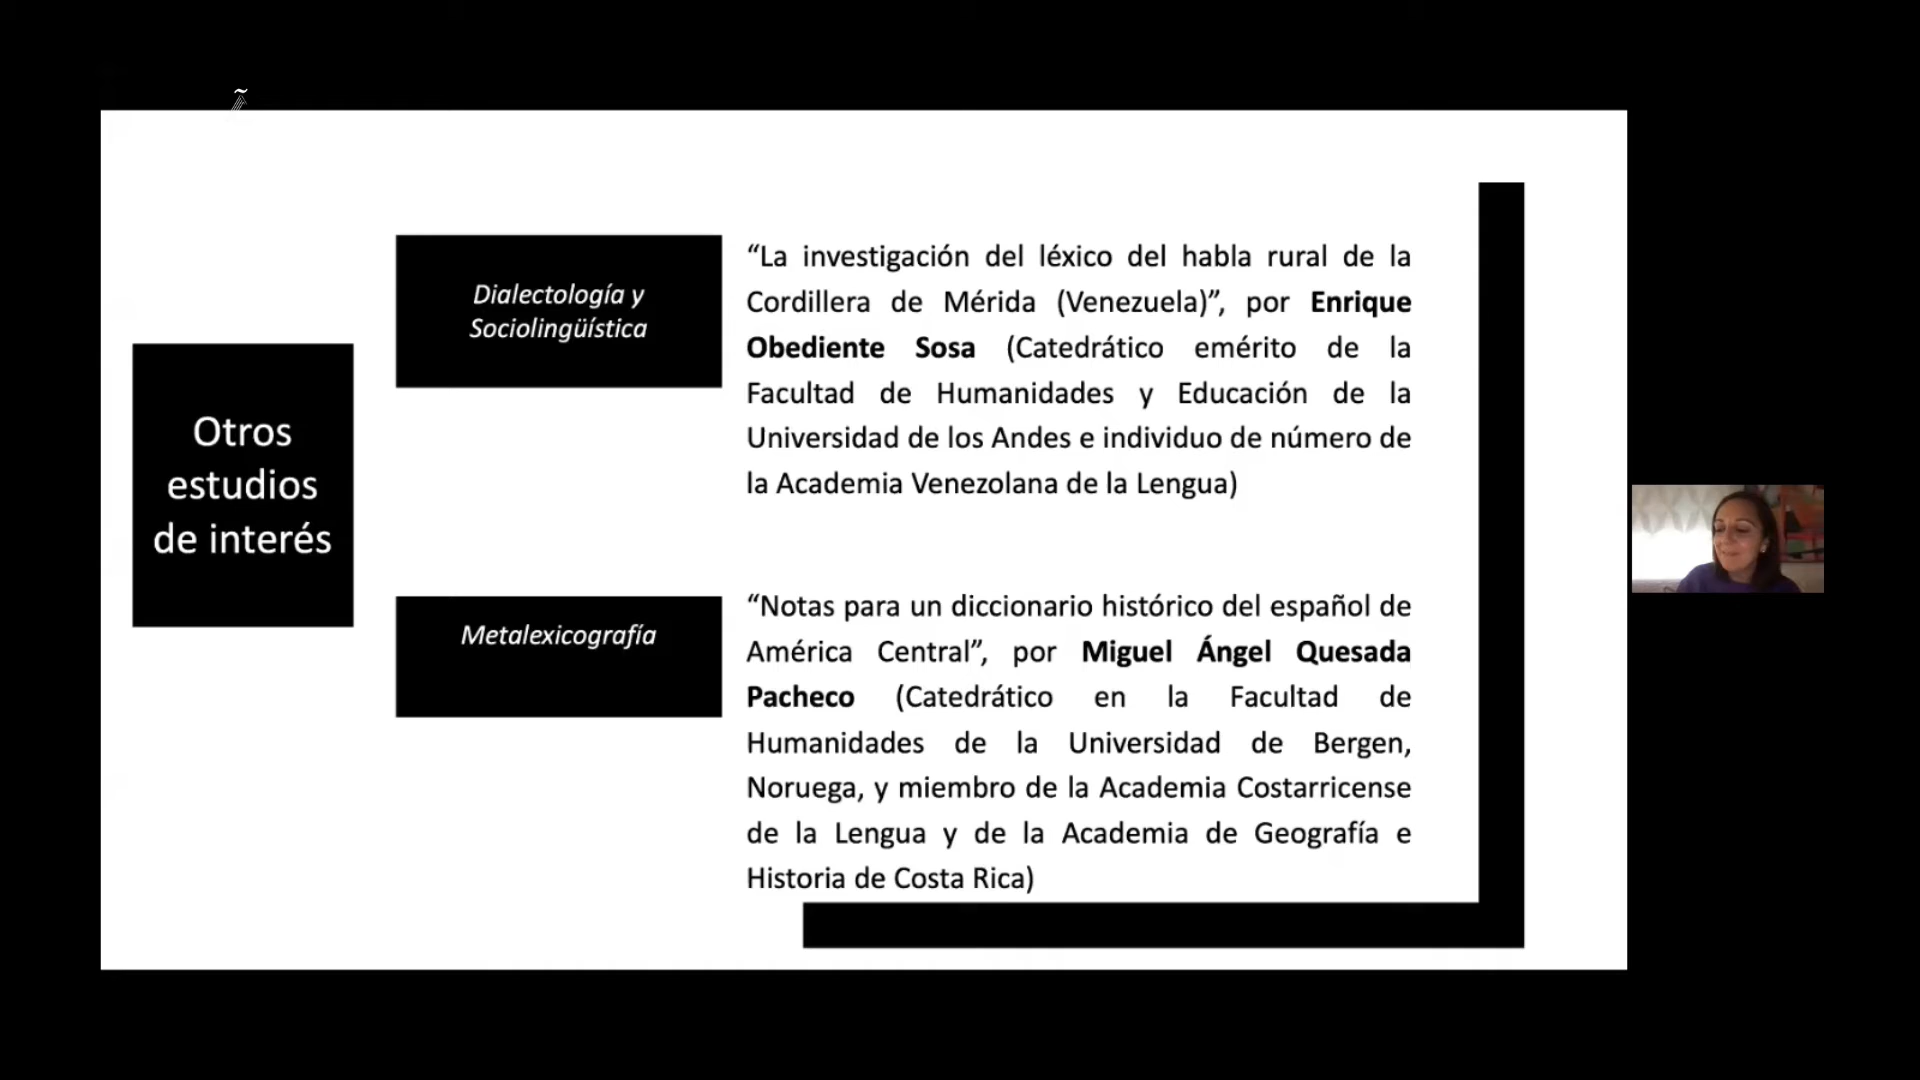 Otros
estudios
de interés
Dialectología y
Sociolingüística
“La investigación del léxico del habla rural de la
Cordillera de Mérida (Venezuela)”, por Enrique
Obediente Sosa (Catedrático emérito de la
Facultad de Humanidades y Educación de la
Universidad de los Andes e individuo de número de
la Academia Venezolana de la Lengua)
Metalexicografía
“Notas para un diccionario histórico del español de
América Central”, por Miguel Ángel Quesada
Pacheco (Catedrático en la Facultad de
Humanidades de la Universidad de Bergen,
Noruega, y miembro de la Academia Costarricense
de la Lengua y de la Academia de Geografía e
Historia de Costa Rica)